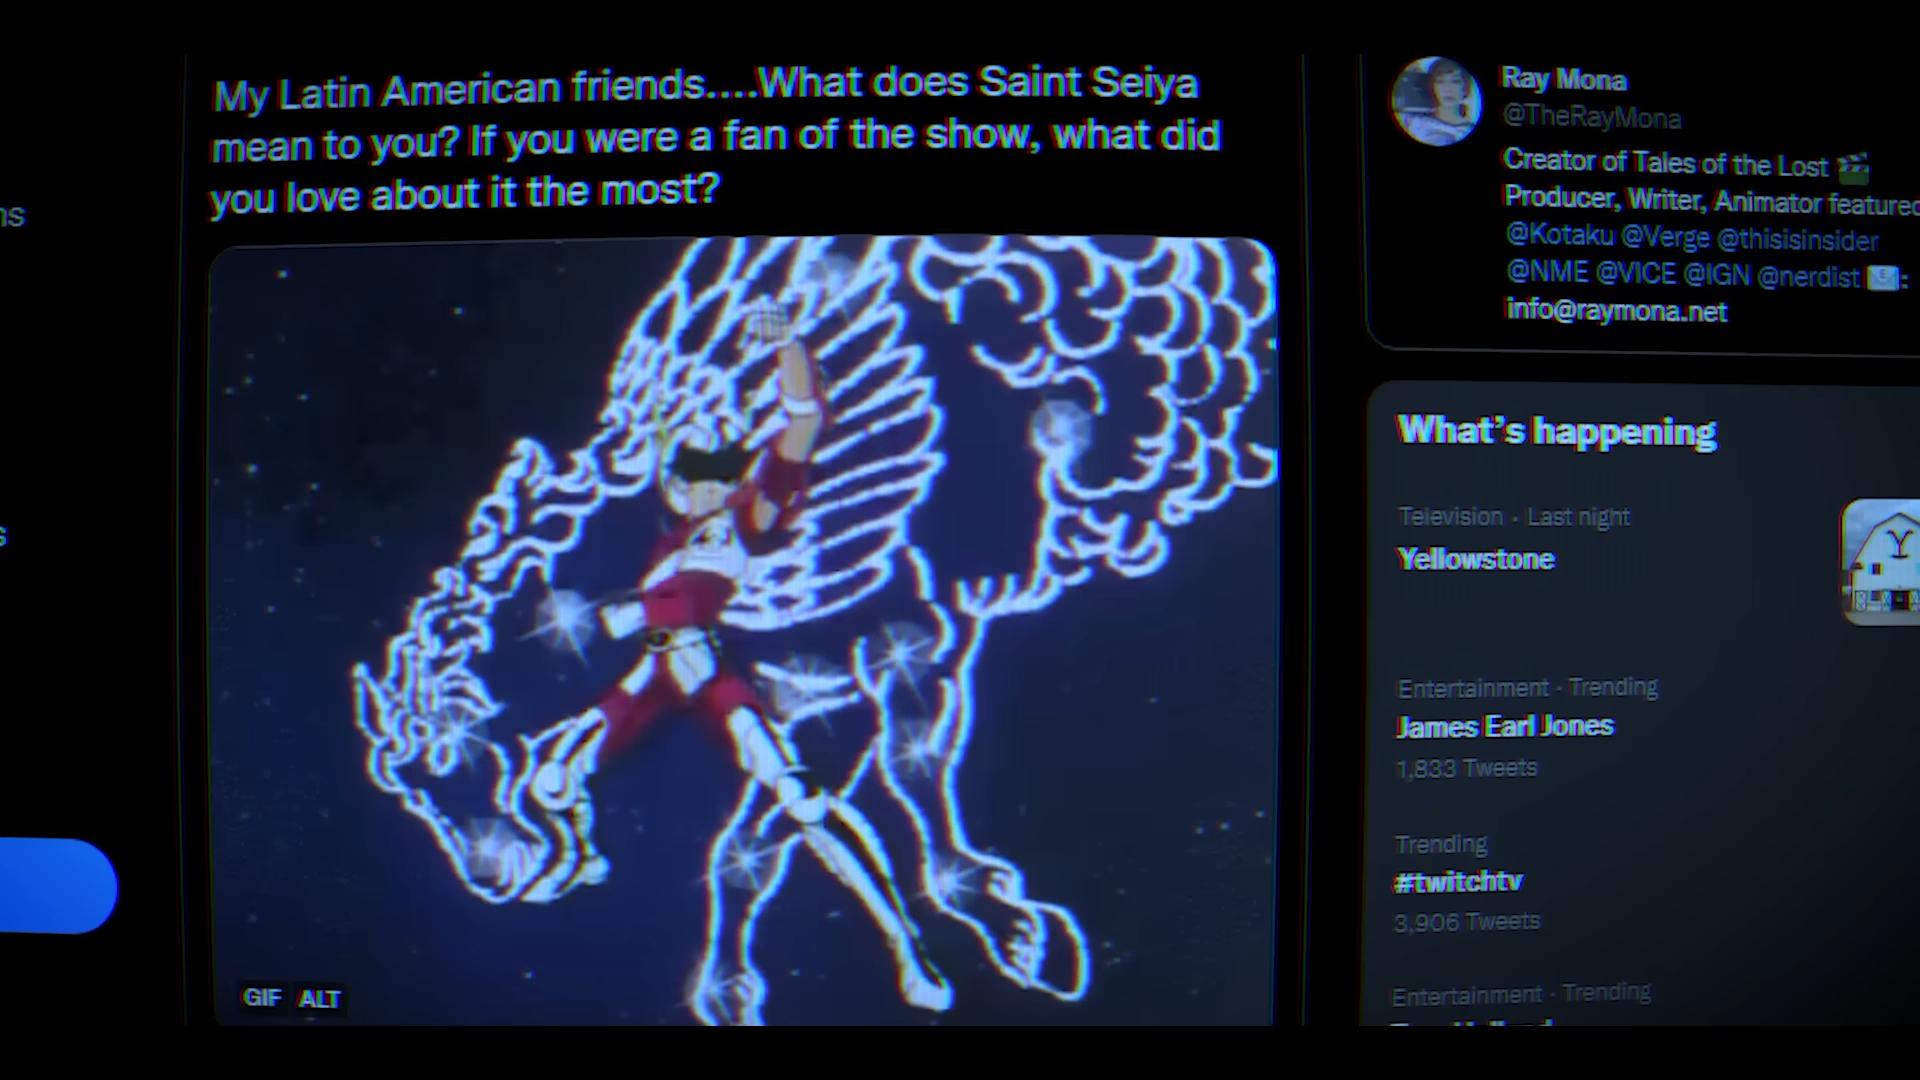 My Latin American friends....What does Saint Seiya
mean to you? If you were a fan of the show, what did
you love about it the most?
GIF ALT
Ray Mona
@TheRayMona
Creator of Tales of the Lost
Producer, Writer, Animator featured
@Kotaku @Verge @thisisinsider
@NME @VICE @IGN @nerdist :
info@raymona.net
What's happening
Television · Last night
Yellowstone
Y
Entertainment · Trending
James Earl Jones
1,833 Tweets
Trending
#twitchtv
3,906 Tweets
Entertainment · Trending